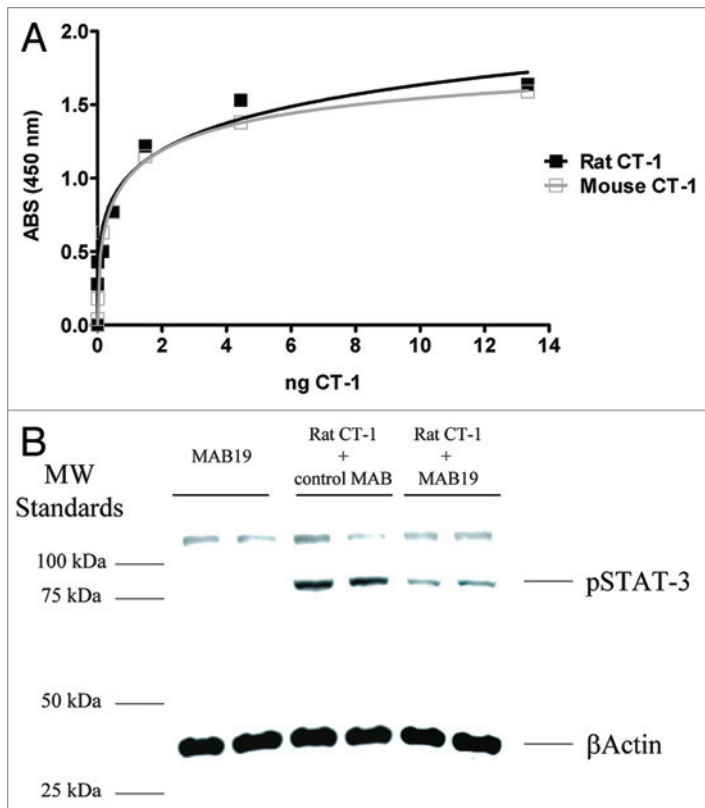 A
2.0
1.5
1.0
0.5
0.0
ABS (450 nm)
0 2 4 6 8 10 12 14
ng CT-1
Rat CT-1
Mouse CT-1
B
MW
Standards
MAB19
Rat CT-1
+
control MAB
Rat CT-1
+
MAB19
100 kDa
75 kDa
50 kDa
25 kDa
pSTAT-3
βActin